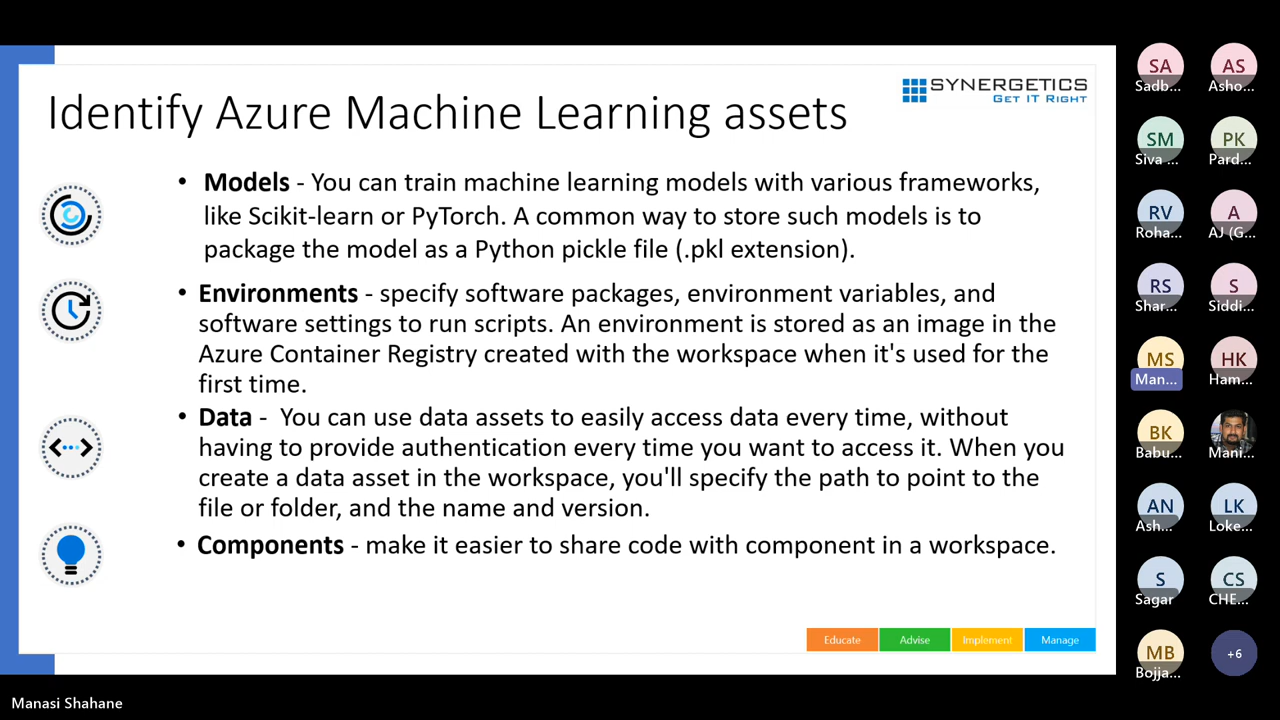 Identify Azure Machine Learning assets
SYNERGETICS
GET IT RIGHT
• Models - You can train machine learning models with various frameworks,
like Scikit-learn or PyTorch. A common way to store such models is to
package the model as a Python pickle file (.pkl extension).
• Environments - specify software packages, environment variables, and
software settings to run scripts. An environment is stored as an image in the
Azure Container Registry created with the workspace when it's used for the
first time.
• Data - You can use data assets to easily access data every time, without
having to provide authentication every time you want to access it. When you
create a data asset in the workspace, you'll specify the path to point to the
file or folder, and the name and version.
• Components - make it easier to share code with component in a workspace.
Educate Advise Implement Manage
SA AS
Sadb... Asho...
SM PK
Siva ... Pard...
RV A
Roha... AJ (G...
RS S
Shar... Siddi...
MS HK
Man... Ham...
BK
Babu... Mani...
AN LK
Ash... Loke...
S CS
Sagar CHE...
MB +6
Bojja...
Manasi Shahane